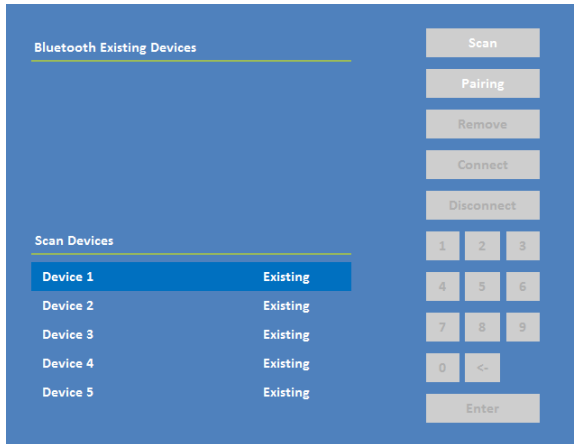 Bluetooth Existing Devices
Scan Devices
Device 1 Existing
Device 2 Existing
Device 3 Existing
Device 4 Existing
Device 5 Existing
Scan
Pairing
Remove
Connect
Disconnect
1 2 3
4 5 6
7 8 9
0 <-
Enter